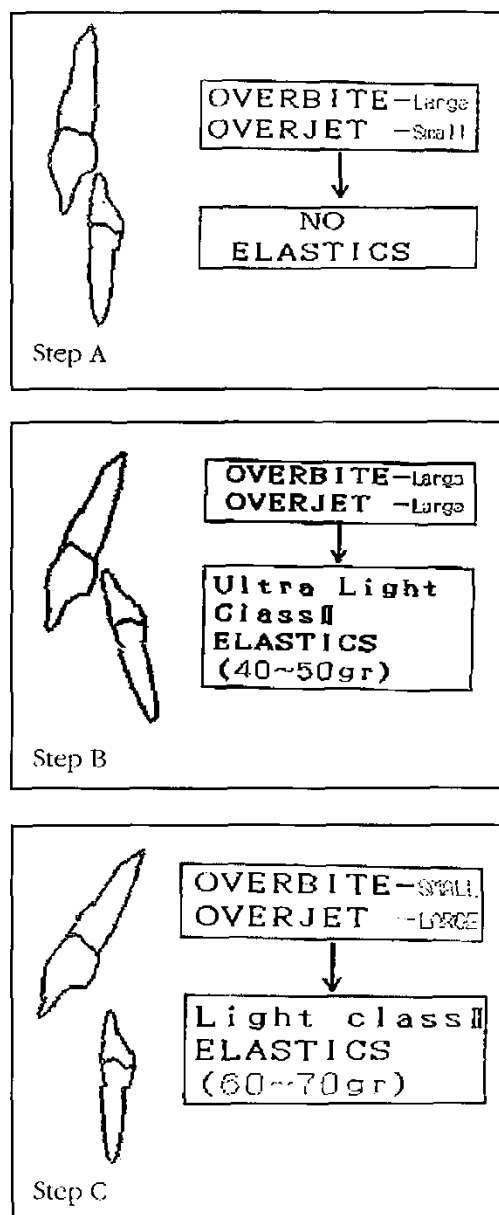 OVERBITE-Large
OVERJET -Small
NO
ELASTICS
Step A
OVERBITE-Large
OVERJET -Large
Ultra Light
ClassⅡ
ELASTICS
(40~50gr)
Step B
OVERBITE-SMALL
OVERJET -LARGE
Light classⅡ
ELASTICS
(60~70gr)
Step C